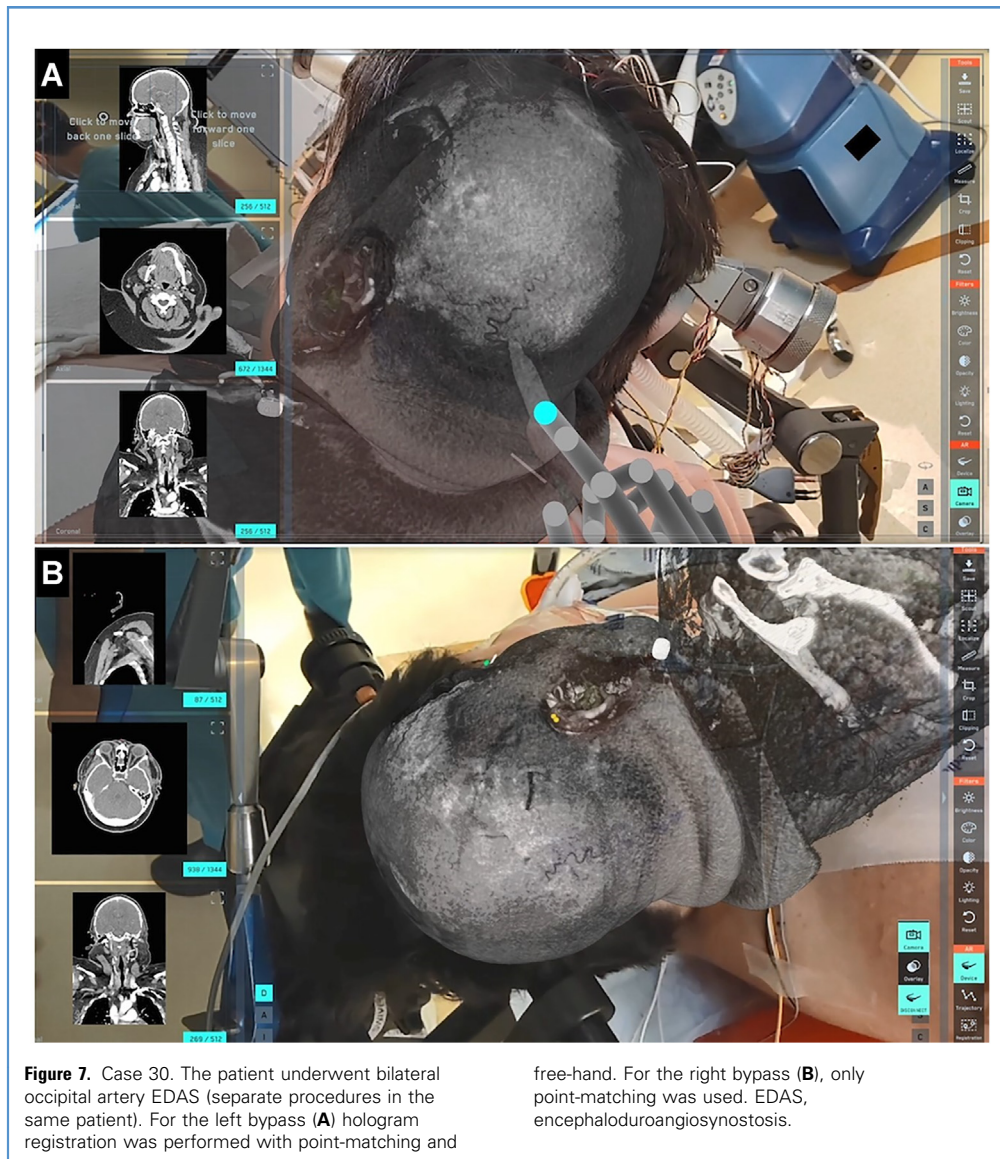 A
Click to move
back one slice
Click to move
forward one
slice
256 / 512
672 / 1344
Axial
256 / 512
Coronal
Tools
Save
Scout
Localize
Measure
Crop
Clipping
Reset
Filters
Brightness
Color
Opacity
Lighting
Reset
AR
Device
Camera
Overlay
A
S
C
B
87 / 512
938 / 1344
269 / 512
D
A
I
Tools
Save
Scout
Localize
Measure
Crop
Clipping
Reset
Filters
Brightness
Color
Opacity
Lighting
Reset
AR
Device
Trajectory
Registration
Camera
Overlay
DISCONNECT
C
Figure 7. Case 30. The patient underwent bilateral
occipital artery EDAS (separate procedures in the
same patient). For the left bypass (A) hologram
registration was performed with point-matching and
free-hand. For the right bypass (B), only
point-matching was used. EDAS,
encephaloduroangiosynostosis.